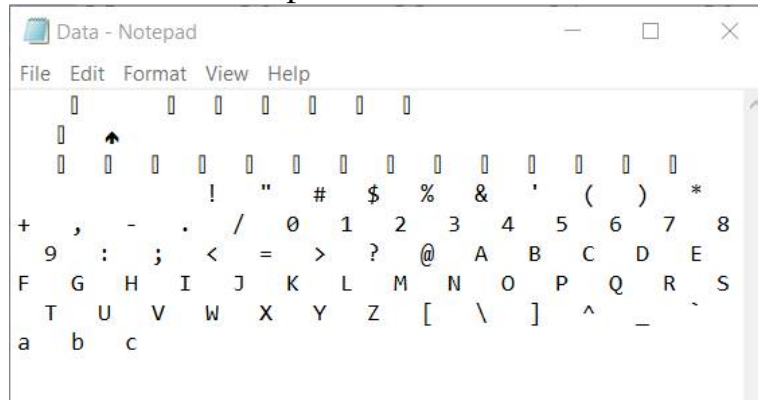 Data - Notepad
File Edit Format View Help
▯ ▯ ▯ ▯ ▯ ▯ ▯
▯ ♠
▯ ▯ ▯ ▯ ▯ ▯ ▯ ▯ ▯ ▯ ▯ ▯ ▯ ▯
! " # $ % & ' ( ) *
+ , - . / 0 1 2 3 4 5 6 7 8
9 : ; < = > ? @ A B C D E
F G H I J K L M N O P Q R S
T U V W X Y Z [ \ ] ^ _ `
a b c